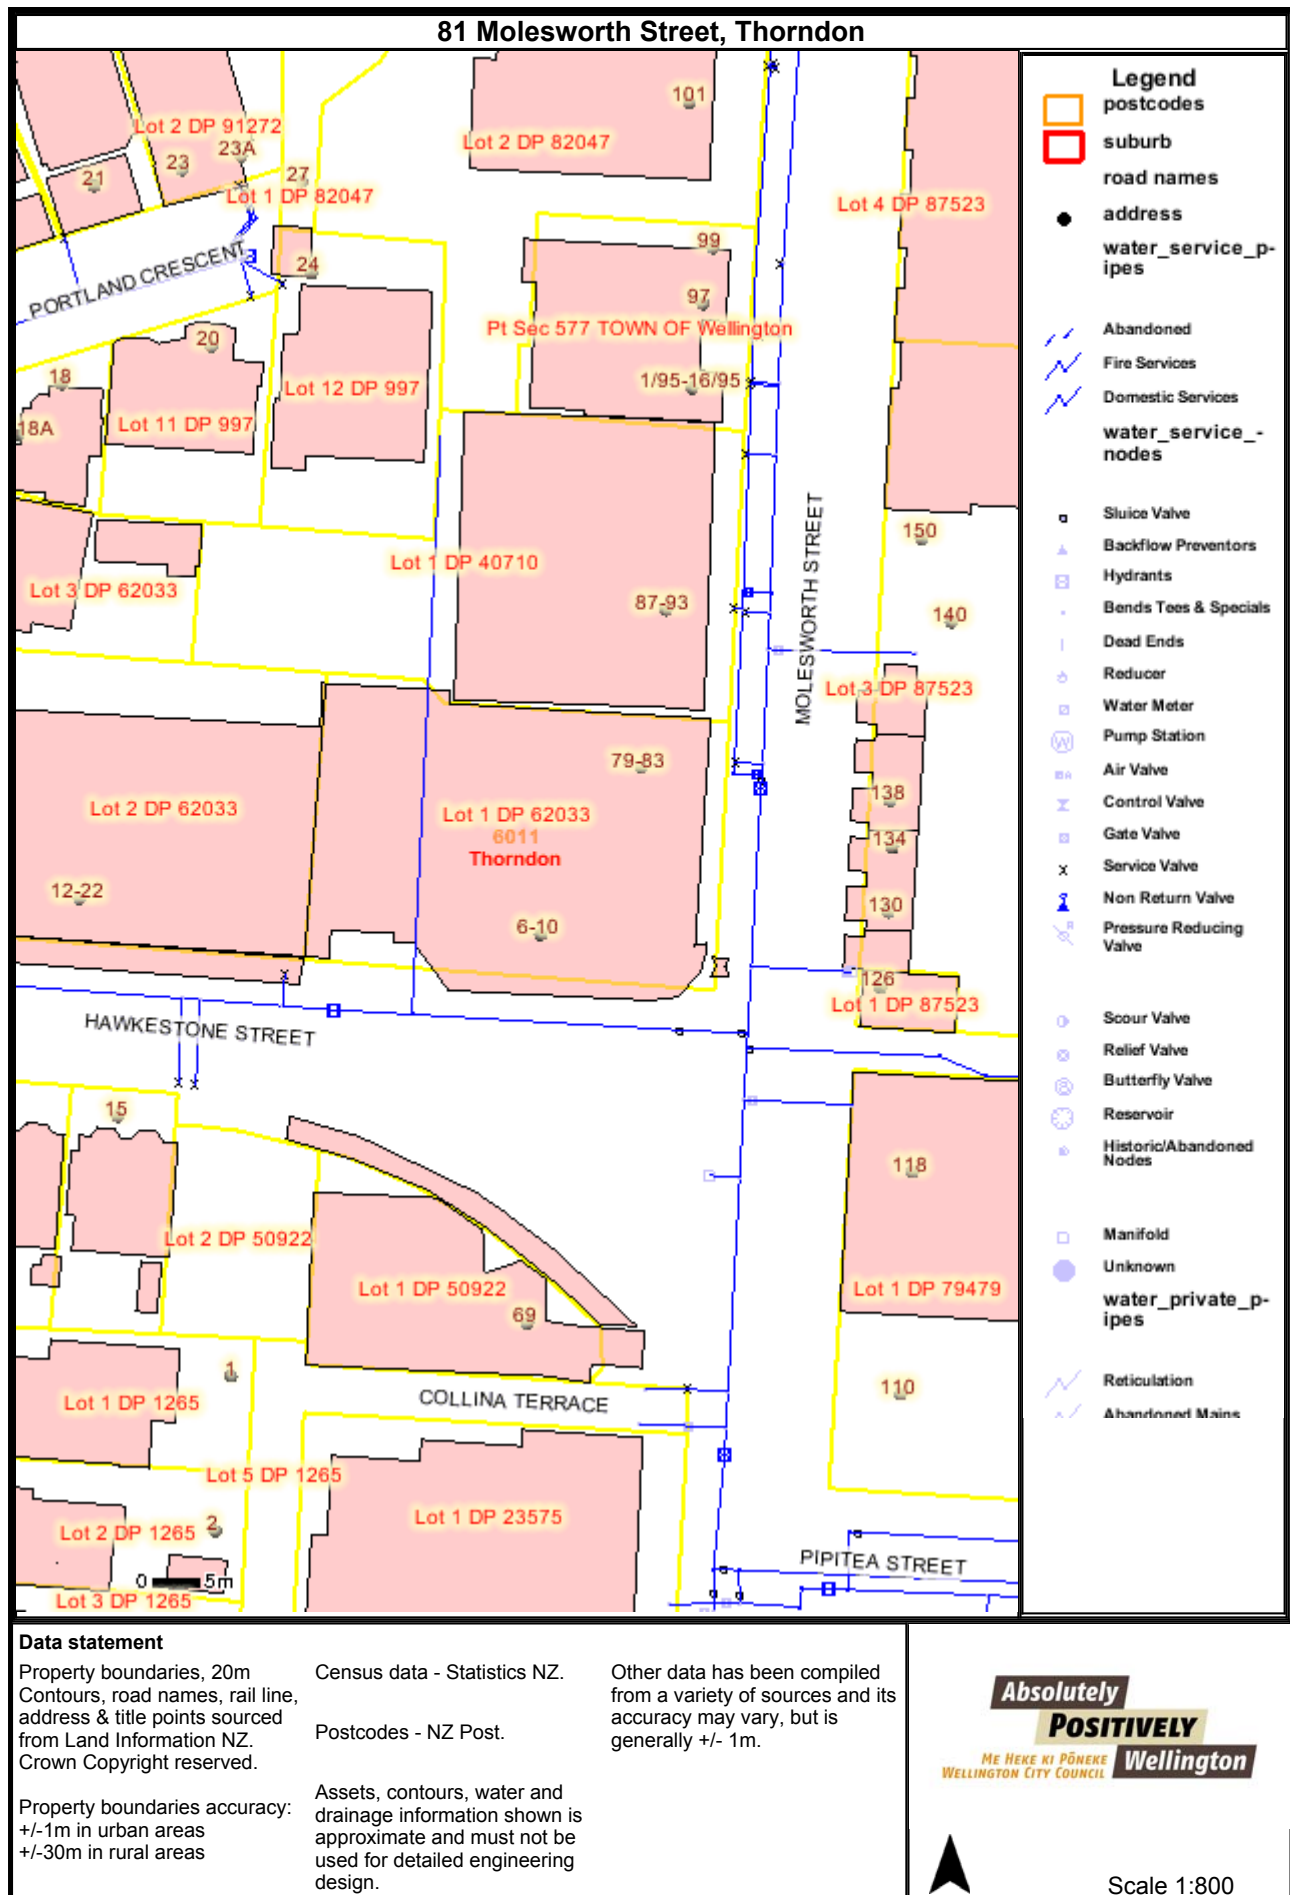 81 Molesworth Street, Thorndon
101
Lot 2 DP 91272
23A
Lot 2 DP 82047
23
21
27
Lot 1 DP 82047
Lot 4 DP 87523
99
PORTLAND CRESCENT
24
97
Pt Sec 577 TOWN OF Wellington
20
18
1/95-16/95
Lot 12 DP 997
18A
Lot 11 DP 997
MOLESWORTH STREET
150
Lot 1 DP 40710
Lot 3 DP 62033
87-93
140
Lot 3 DP 87523
79-83
138
Lot 2 DP 62033
Lot 1 DP 62033
6011
Thorndon
134
12-22
130
6-10
126
Lot 1 DP 87523
HAWKESTONE STREET
15
118
Lot 2 DP 50922
Lot 1 DP 50922
Lot 1 DP 79479
69
1
110
COLLINA TERRACE
Lot 1 DP 1265
Lot 5 DP 1265
Lot 1 DP 23575
2
Lot 2 DP 1265
PIPITEA STREET
0 5m
Lot 3 DP 1265
Legend
postcodes
suburb
road names
address
water_service_p-
ipes
Abandoned
Fire Services
Domestic Services
water_service_-
nodes
Sluice Valve
Backflow Preventors
Hydrants
Bends Tees & Specials
Dead Ends
Reducer
Water Meter
Pump Station
Air Valve
Control Valve
Gate Valve
Service Valve
Non Return Valve
Pressure Reducing
Valve
Scour Valve
Relief Valve
Butterfly Valve
Reservoir
Historic/Abandoned
Nodes
Manifold
Unknown
water_private_p-
ipes
Reticulation
Abandoned Mains
Data statement
Property boundaries, 20m
Contours, road names, rail line,
address & title points sourced
from Land Information NZ.
Crown Copyright reserved.
Property boundaries accuracy:
+/-1m in urban areas
+/-30m in rural areas
Census data - Statistics NZ.
Postcodes - NZ Post.
Assets, contours, water and
drainage information shown is
approximate and must not be
used for detailed engineering
design.
Other data has been compiled
from a variety of sources and its
accuracy may vary, but is
generally +/- 1m.
Absolutely
POSITIVELY
ME HEKE KI PŌNEKE
WELLINGTON CITY COUNCIL
Wellington
Scale 1:800